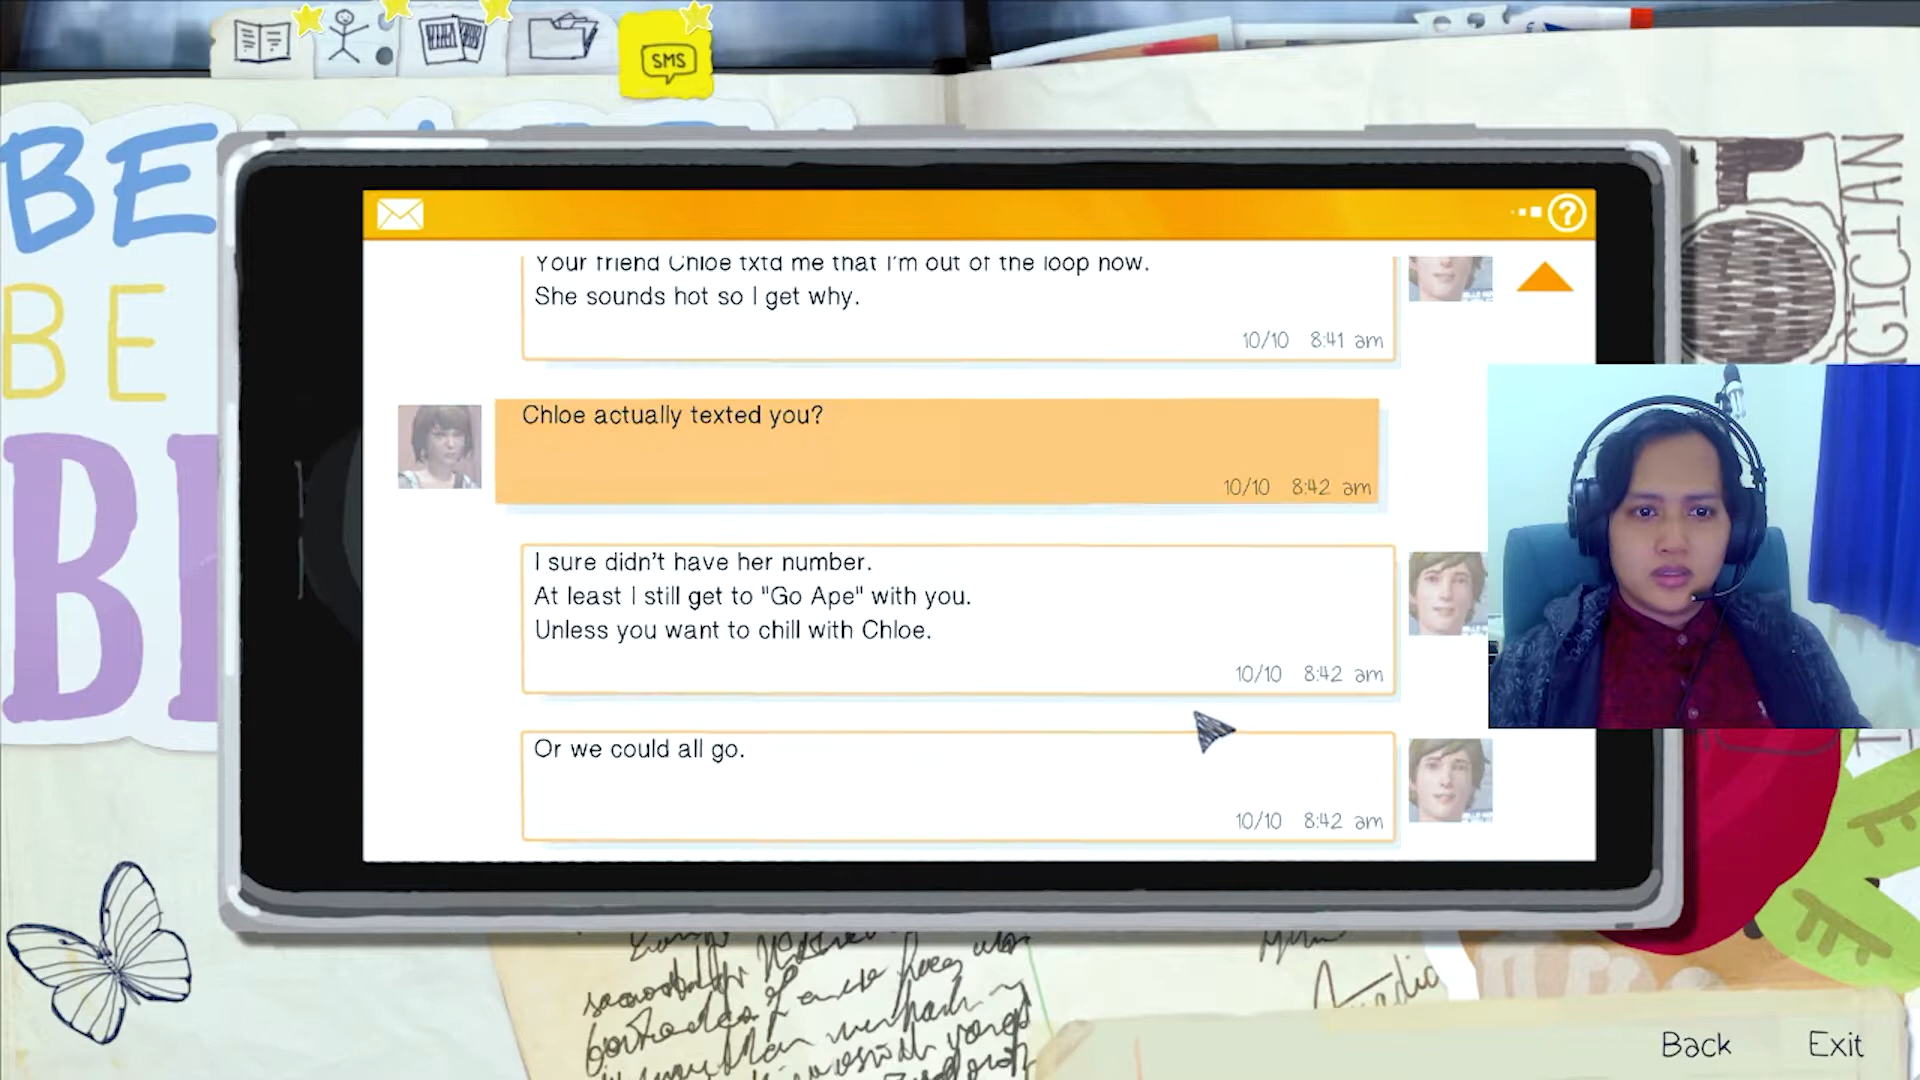 SMS
BE
BE
Your friend Chloe txtd me that I'm out of the loop now.
She sounds hot so I get why.
10/10 8:41 am
Chloe actually texted you?
10/10 8:42 am
I sure didn't have her number.
At least I still get to "Go Ape" with you.
Unless you want to chill with Chloe.
10/10 8:42 am
Or we could all go.
10/10 8:42 am
GICIAN
Back
Exit